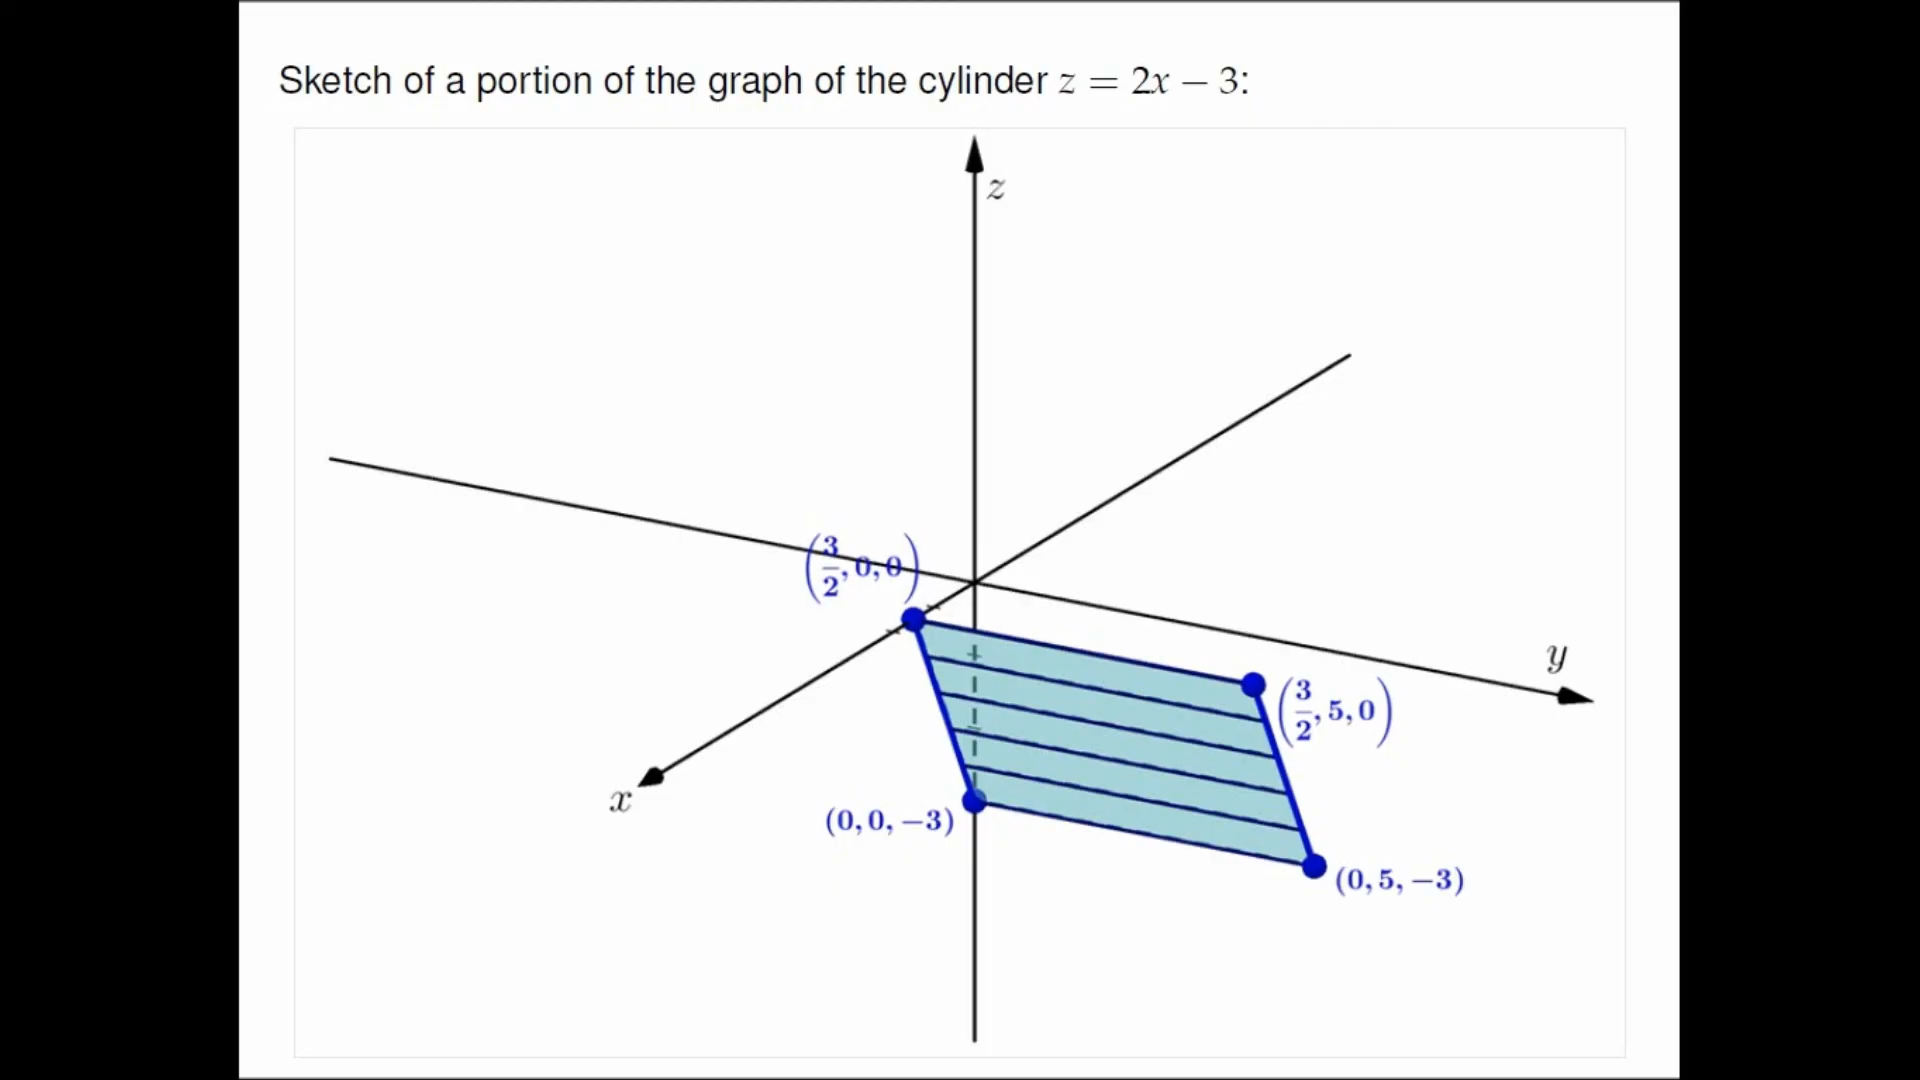 Sketch of a portion of the graph of the cylinder z = 2x − 3:
z
(3/2, 0, 0)
y
(3/2, 5, 0)
x
(0, 0, −3)
(0, 5, −3)